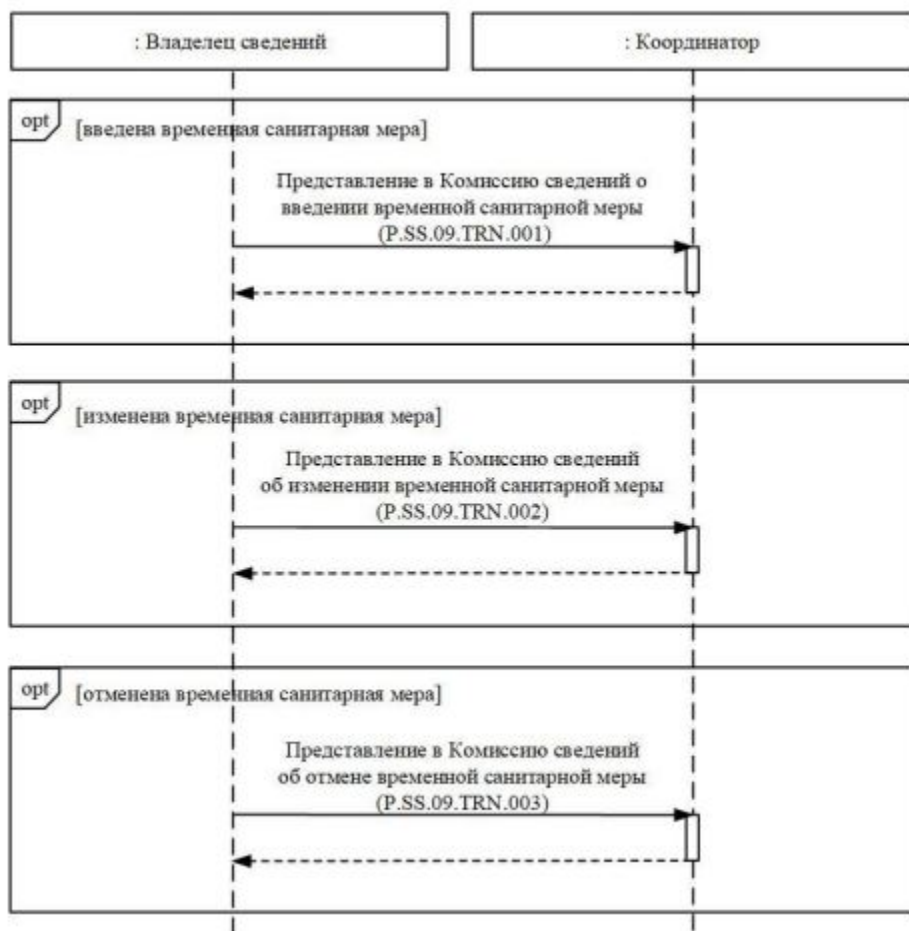 : Владелец сведений
: Координатор
opt
[введена временная санитарная мера]
Представление в Комиссию сведений о
введении временной санитарной меры
(P.SS.09.TRN.001)
opt
[изменена временная санитарная мера]
Представление в Комиссию сведений
об изменении временной санитарной меры
(P.SS.09.TRN.002)
opt
[отменена временная санитарная мера]
Представление в Комиссию сведений
об отмене временной санитарной меры
(P.SS.09.TRN.003)